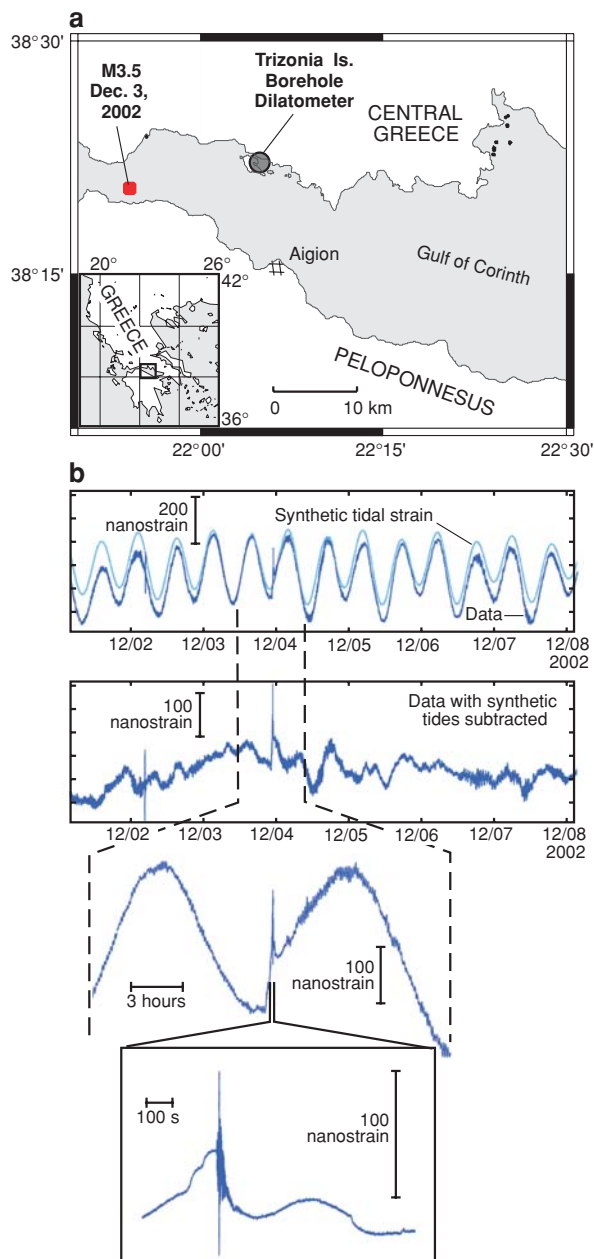 a
38°30'
M3.5
Dec. 3,
2002
Trizonia Is.
Borehole
Dilatometer
CENTRAL
GREECE
Aigion
Gulf of Corinth
38°15'
20°
26°
42°
GREECE
36°
PELOPONNESUS
0
10 km
22°00'
22°15'
22°30'
b
200
nanostrain
Synthetic tidal strain
Data
12/02
12/03
12/04
12/05
12/06
12/07
12/08
2002
100
nanostrain
Data with synthetic
tides subtracted
12/02
12/03
12/04
12/05
12/06
12/07
12/08
2002
3 hours
100
nanostrain
100 s
100
nanostrain